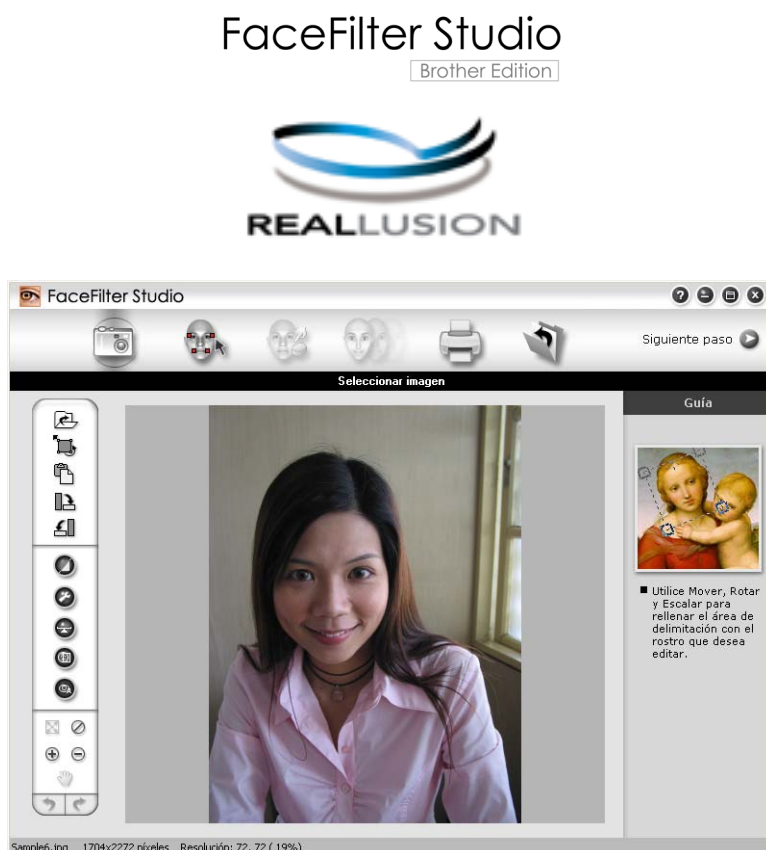 FaceFilter Studio
Brother Edition
REALLUSION
FaceFilter Studio
Siguiente paso
Seleccionar imagen
Guía
Utilice Mover, Rotar
y Escalar para
rellenar el área de
delimitación con el
rostro que desea
editar.
Sample6.jpg 1704x2272 píxeles Resolución: 72, 72 ( 19%)